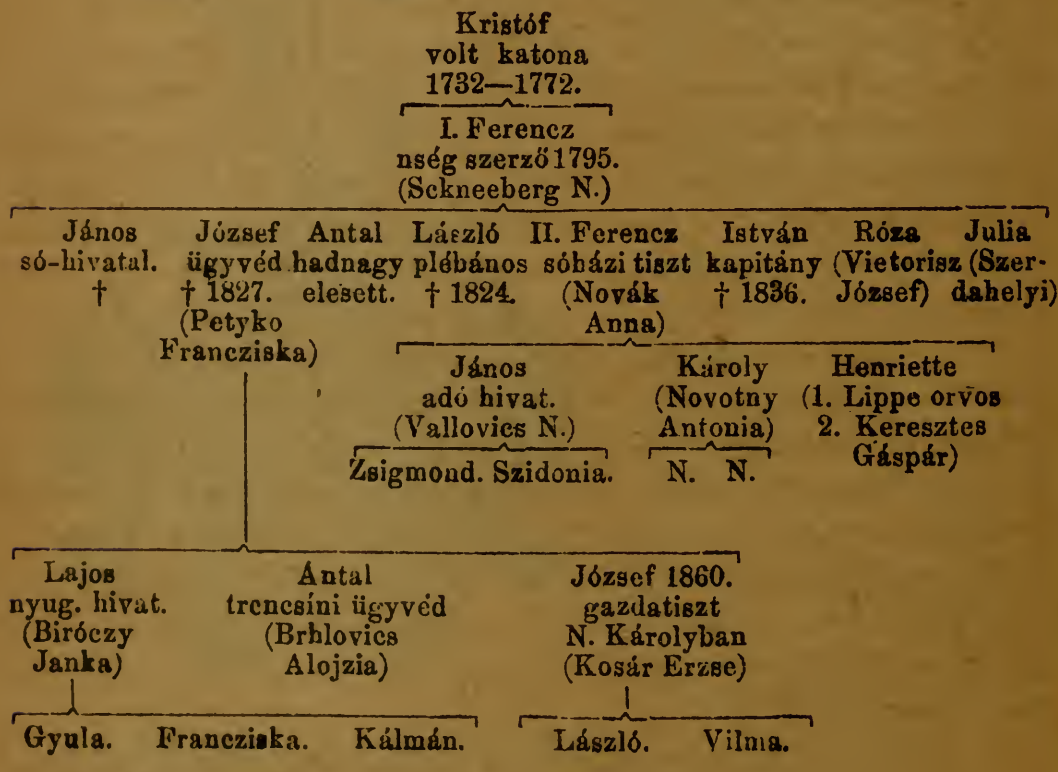 Kristóf
volt katona
1732—1772.
I. Ferencz
nség szerző 1795.
(Sckneeberg N.)
János József Antal László II. Ferencz István Róza Julia
só-hivatal. ügyvéd hadnagy plébános sóházi tiszt kapitány (Vietorisz (Szer-
† † 1827. elesett. † 1824. (Novák † 1836. József) dahelyi)
(Petyko Anna)
Francziska)
János Károly Henriette
adó hivat. (Novotny (1. Lippe orvos
(Vallovics N.) Antonia) 2. Keresztes
Gáspár)
Zsigmond. Szidonia. N. N.
Lajos Antal József 1860.
nyug. hivat. trencsíni ügyvéd gazdatiszt
(Biróczy (Brhlovics N. Károlyban
Janka) Alojzia) (Kosár Erzse)
Gyula. Francziska. Kálmán. László. Vilma.